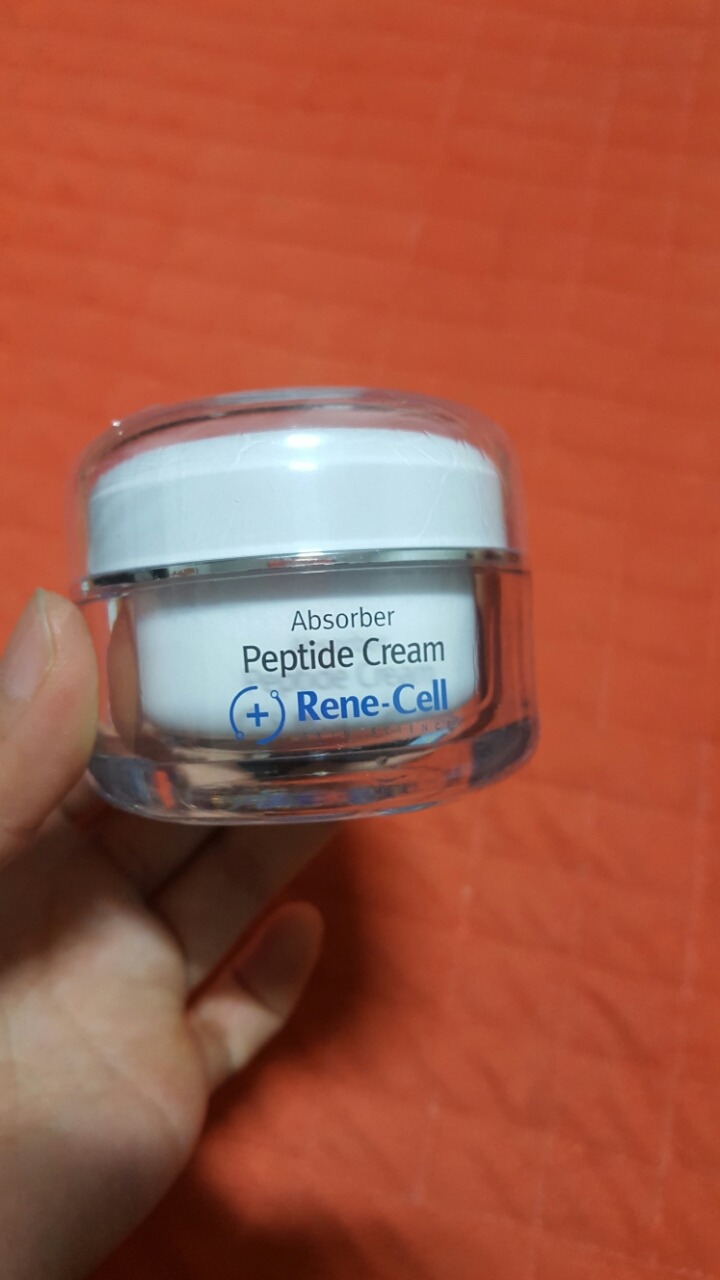 Absorber
Peptide Cream
Rene-Cell